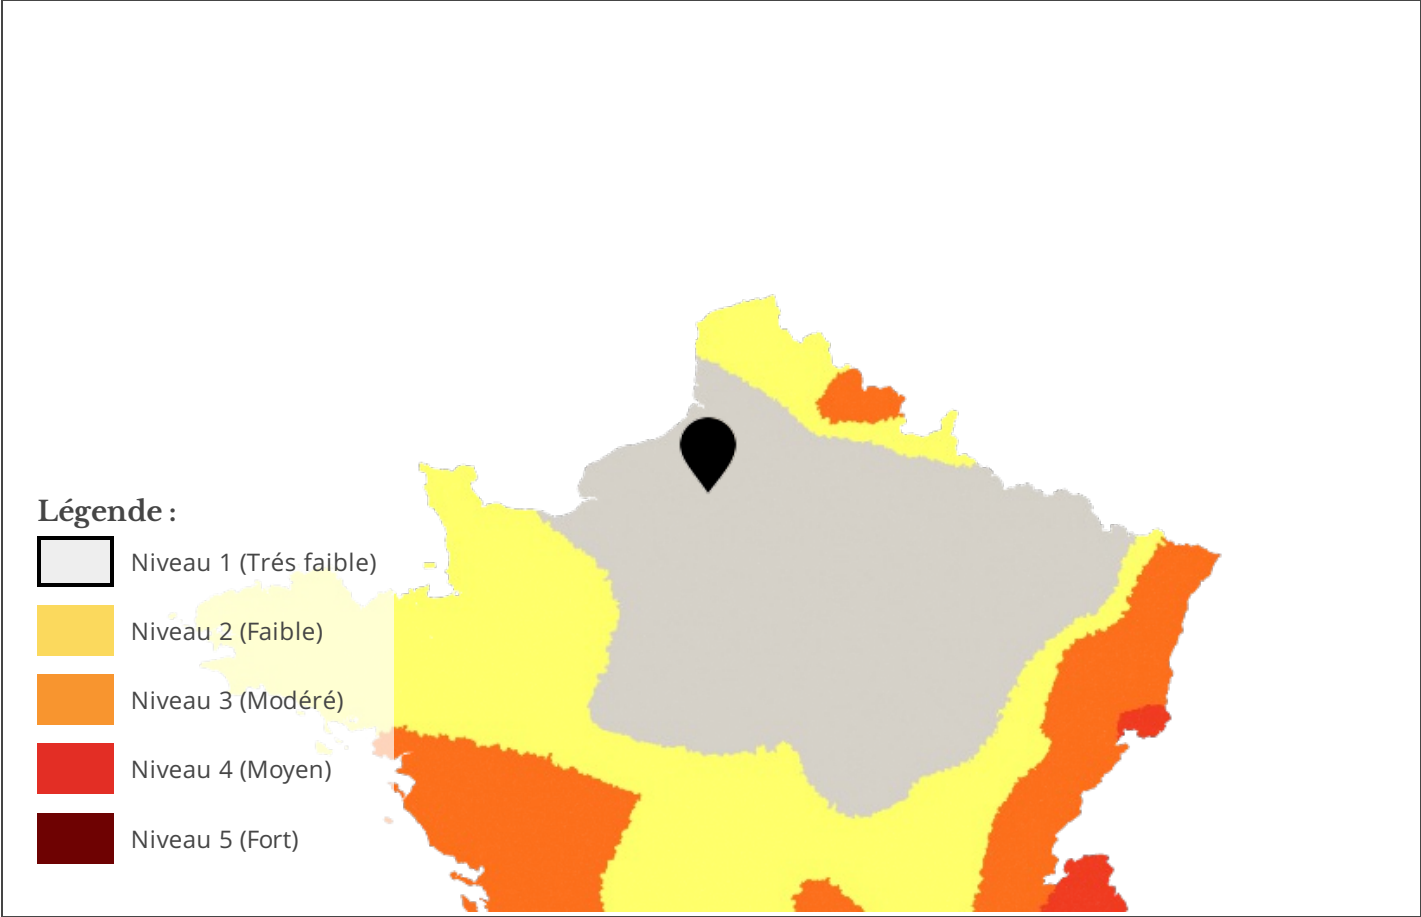 Légende :
Niveau 1 (Trés faible)
Niveau 2 (Faible)
Niveau 3 (Modéré)
Niveau 4 (Moyen)
Niveau 5 (Fort)